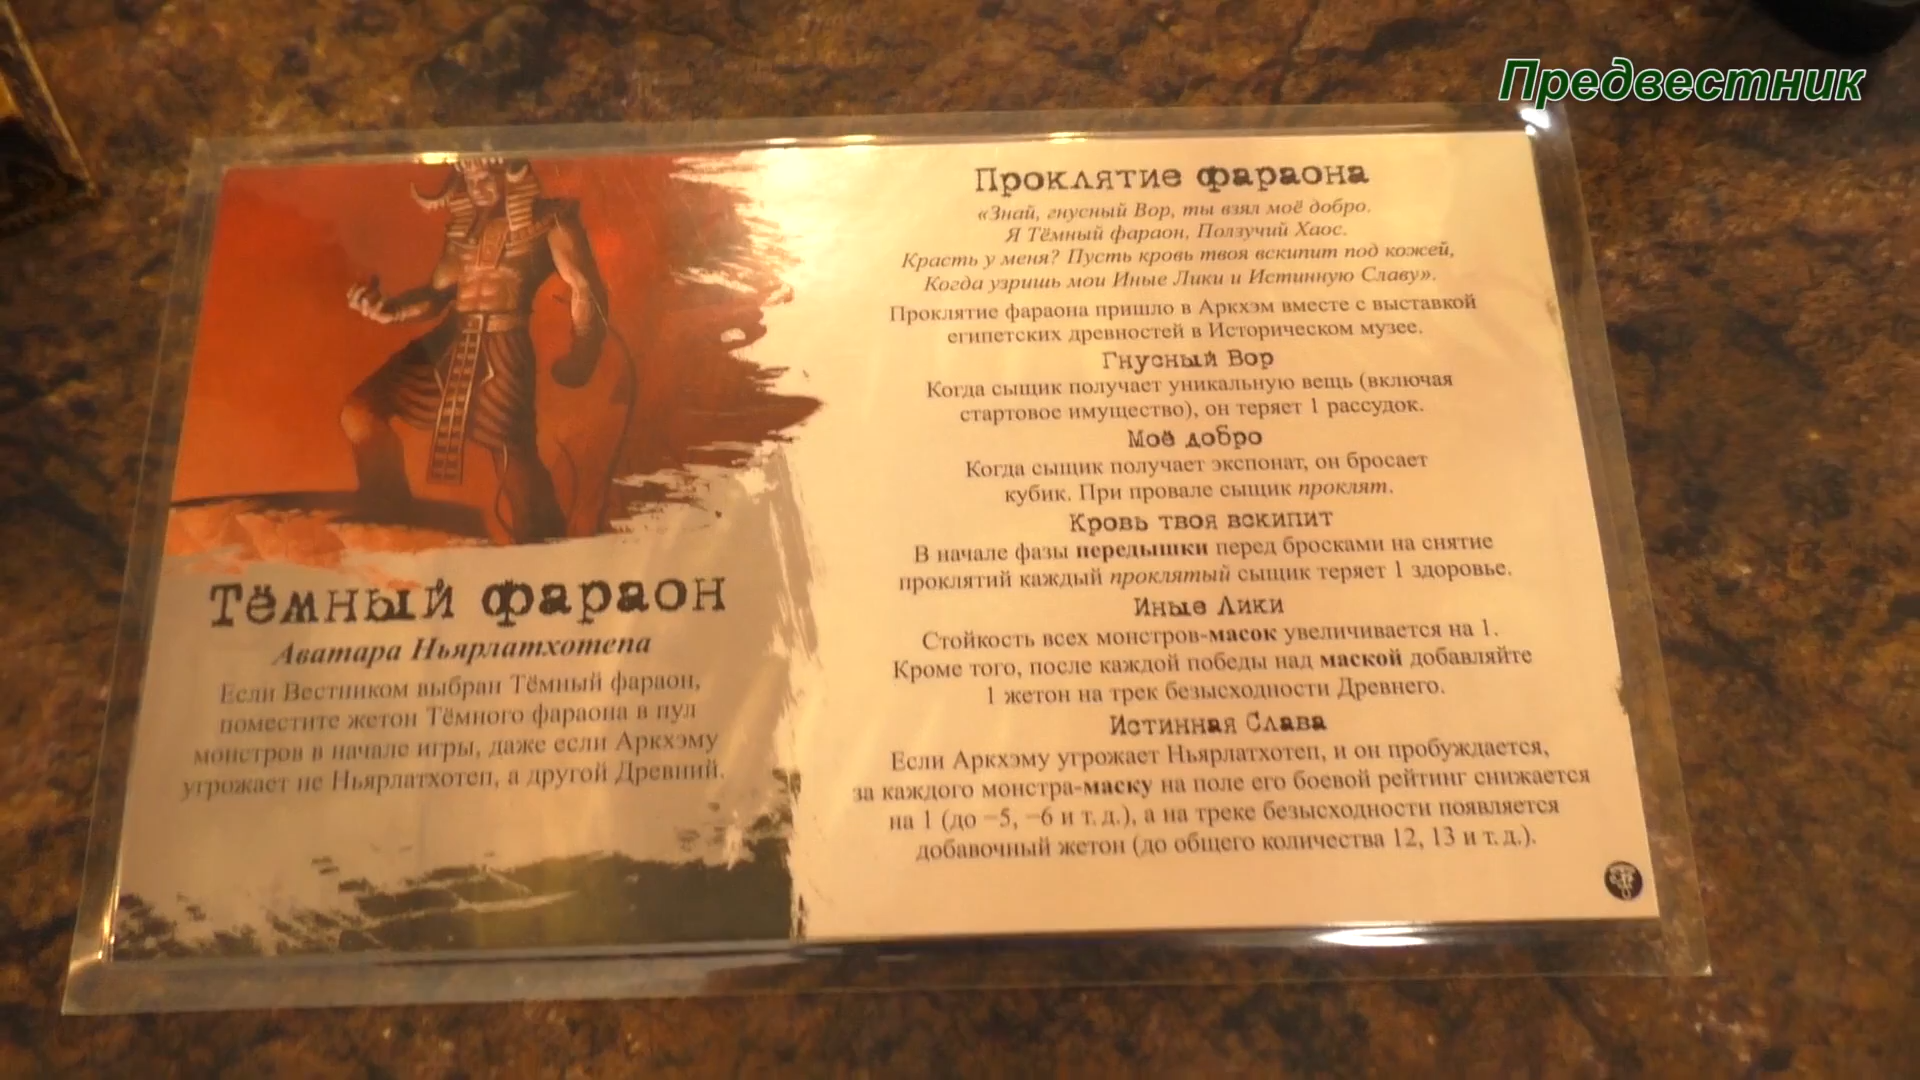 Предвестник
Тёмный фараон
Аватара Ньярлатхотепа
Если Вестником выбран Тёмный фараон,
поместите жетон Тёмного фараона в пул
монстров в начале игры, даже если Аркхэму
угрожает не Ньярлатхотеп, а другой Древний.
Проклятие фараона
«Знай, гнусный Вор, ты взял моё добро.
Я Тёмный фараон, Ползучий Хаос.
Красть у меня? Пусть кровь твоя вскипит под кожей,
Когда узришь мои Иные Лики и Истинную Славу».
Проклятие фараона пришло в Аркхэм вместе с выставкой
египетских древностей в Историческом музее.
Гнусный Вор
Когда сыщик получает уникальную вещь (включая
стартовое имущество), он теряет 1 рассудок.
Моё добро
Когда сыщик получает экспонат, он бросает
кубик. При провале сыщик проклят.
Кровь твоя вскипит
В начале фазы передышки перед бросками на снятие
проклятий каждый проклятый сыщик теряет 1 здоровье.
Иные Лики
Стойкость всех монстров-масок увеличивается на 1.
Кроме того, после каждой победы над маской добавляйте
1 жетон на трек безысходности Древнего.
Истинная Слава
Если Аркхэму угрожает Ньярлатхотеп, и он пробуждается,
за каждого монстра-маску на поле его боевой рейтинг снижается
на 1 (до −5, −6 и т. д.), а на треке безысходности появляется
добавочный жетон (до общего количества 12, 13 и т. д.).